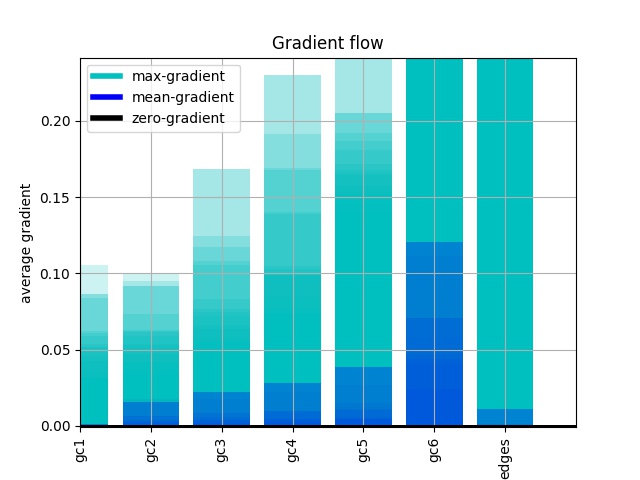 Gradient flow
max-gradient
mean-gradient
zero-gradient
average gradient
0.20
0.15
0.10
0.05
0.00
gc1
gc2
gc3
gc4
gc5
gc6
edges